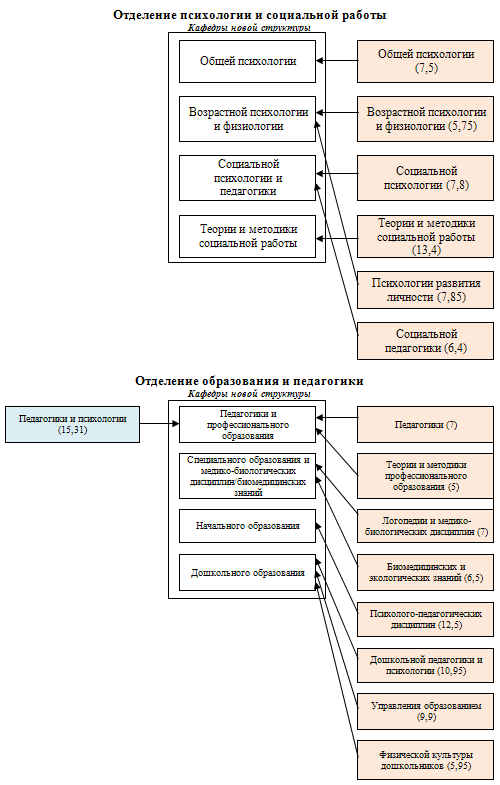 Отделение психологии и социальной работы
Кафедры новой структуры
Общей психологии
Общей психологии
(7,5)
Возрастной психологии
и физиологии
Возрастной психологии
и физиологии (5,75)
Социальной
психологии и
педагогики
Социальной
психологии (7,8)
Теории и методики
социальной работы
Теории и методики
социальной работы
(13,4)
Психологии развития
личности (7,85)
Социальной
педагогики (6,4)
Отделение образования и педагогики
Кафедры новой структуры
Педагогики и психологии
(15,31)
Педагогики и
профессионального
образования
Педагогики (7)
Специального образования и
медико-биологических
дисциплин/биомедицинских
знаний
Теории и методики
профессионального
образования (5)
Начального образования
Логопедии и медико-
биологических дисциплин (7)
Дошкольного образования
Биомедицинских и
экологических знаний (6,5)
Психолого-педагогических
дисциплин (12,5)
Дошкольной педагогики и
психологии (10,95)
Управления образованием
(9,9)
Физической культуры
дошкольников (5,95)